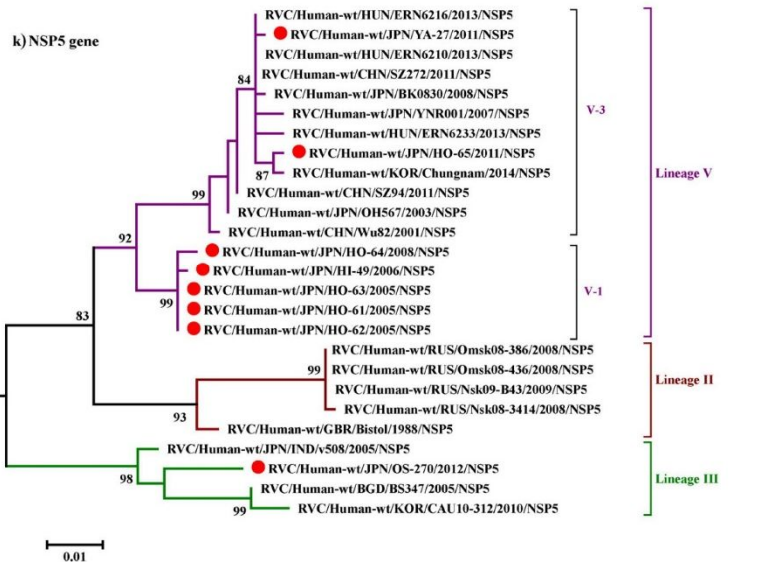 RVC/Human-wt/HUN/ERN6216/2013/NSP5
k) NSP5 gene
RVC/Human-wt/JPN/YA-27/2011/NSP5
RVC/Human-wt/HUN/ERN6210/2013/NSP5
RVC/Human-wt/CHN/SZ272/2011/NSP5
84
RVC/Human-wt/JPN/BK0830/2008/NSP5
V-3
RVC/Human-wt/JPN/YNR001/2007/NSP5
RVC/Human-wt/HUN/ERN6233/2013/NSP5
RVC/Human-wt/JPN/HO-65/2011/NSP5
87
RVC/Human-wt/KOR/Chungnam/2014/NSP5
Lineage V
99
RVC/Human-wt/CHN/SZ94/2011/NSP5
RVC/Human-wt/JPN/OH567/2003/NSP5
RVC/Human-wt/CHN/Wu82/2001/NSP5
92
RVC/Human-wt/JPN/HO-64/2008/NSP5
RVC/Human-wt/JPN/HI-49/2006/NSP5
RVC/Human-wt/JPN/HO-63/2005/NSP5
V-1
99
RVC/Human-wt/JPN/HO-61/2005/NSP5
83
RVC/Human-wt/JPN/HO-62/2005/NSP5
RVC/Human-wt/RUS/Omsk08-386/2008/NSP5
99
RVC/Human-wt/RUS/Omsk08-436/2008/NSP5
Lineage II
RVC/Human-wt/RUS/Nsk09-B43/2009/NSP5
RVC/Human-wt/RUS/Nsk08-3414/2008/NSP5
93
RVC/Human-wt/GBR/Bistol/1988/NSP5
RVC/Human-wt/JPN/IND/v508/2005/NSP5
RVC/Human-wt/JPN/OS-270/2012/NSP5
98
Lineage III
RVC/Human-wt/BGD/BS347/2005/NSP5
99
RVC/Human-wt/KOR/CAU10-312/2010/NSP5
0.01